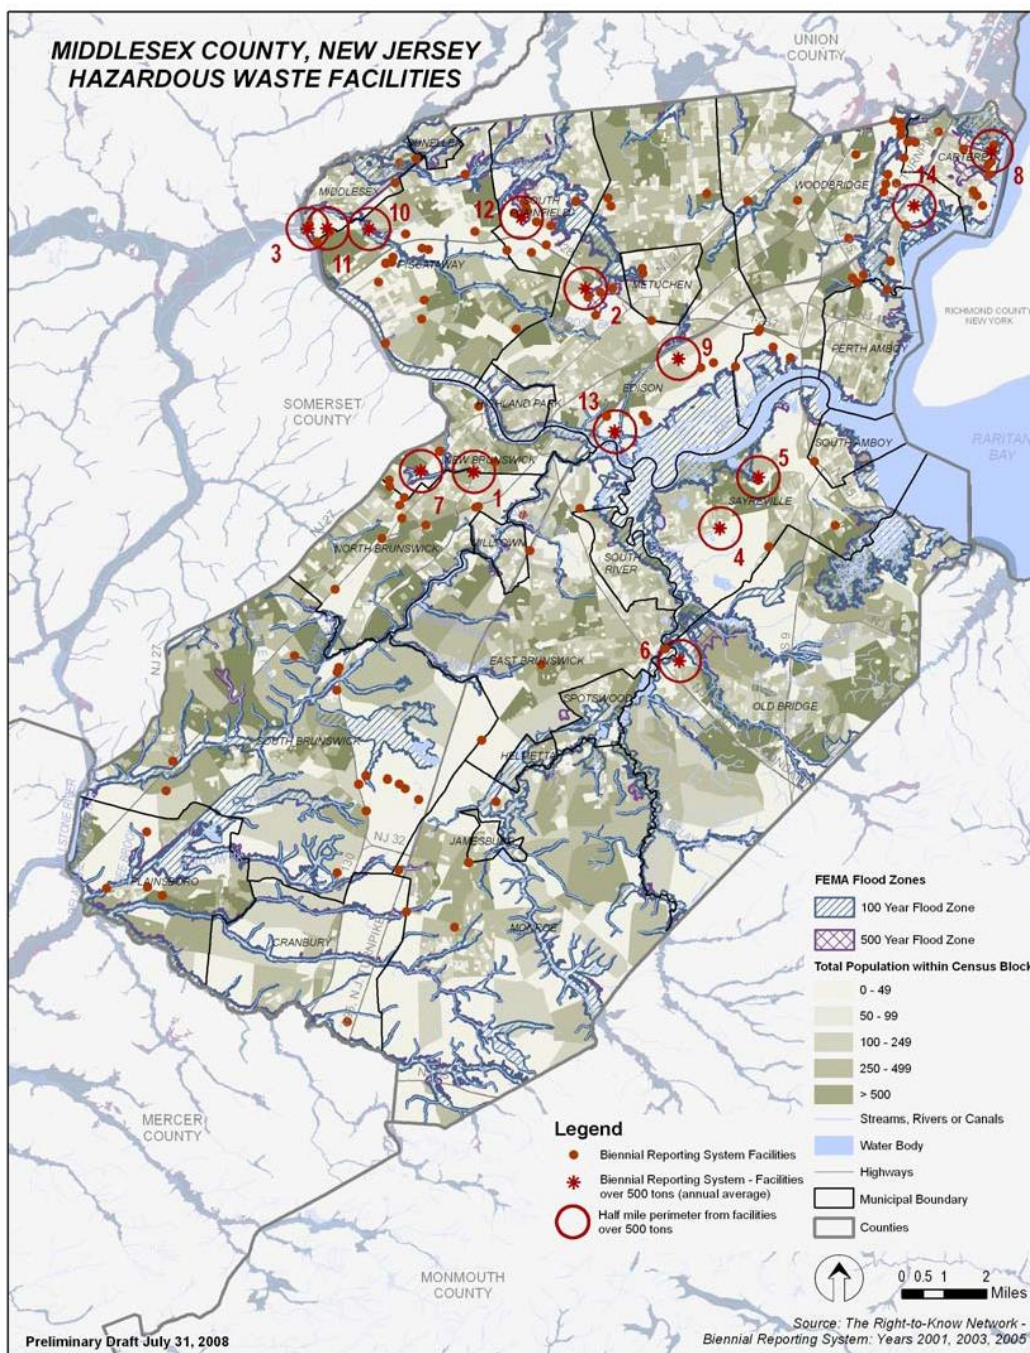 MIDDLESEX COUNTY, NEW JERSEY
HAZARDOUS WASTE FACILITIES
UNION
COUNTY
DUNELLEN
MIDDLESEX
CARTERET
WOODBRIDGE
SOUTH
PLAINFIELD
14
8
10
12
3
11
PISCATAWAY
METUCHEN
2
RICHMOND COUNTY
NEW YORK
9
PERTH AMBOY
EDISON
SOMERSET
COUNTY
HIGHLAND PARK
13
RARITAN
BAY
SOUTH AMBOY
NEW BRUNSWICK
5
SAYREVILLE
7
1
4
NJ 27
NORTH BRUNSWICK
MILLTOWN
SOUTH
RIVER
6
NJ 27
EAST BRUNSWICK
SPOTSWOOD
OLD BRIDGE
SOUTH BRUNSWICK
HELMETTA
NJ 32
JAMESBURG
PLAINSBORO
CRANBURY
MONROE
FEMA Flood Zones
100 Year Flood Zone
500 Year Flood Zone
Total Population within Census Block
0 - 49
50 - 99
100 - 249
250 - 499
> 500
Streams, Rivers or Canals
Water Body
Highways
Municipal Boundary
Counties
MERCER
COUNTY
Legend
Biennial Reporting System Facilities
Biennial Reporting System - Facilities
over 500 tons (annual average)
Half mile perimeter from facilities
over 500 tons
MONMOUTH
COUNTY
0 0.5 1 2
Miles
Preliminary Draft July 31, 2008
Source: The Right-to-Know Network -
Biennial Reporting System: Years 2001, 2003, 2005